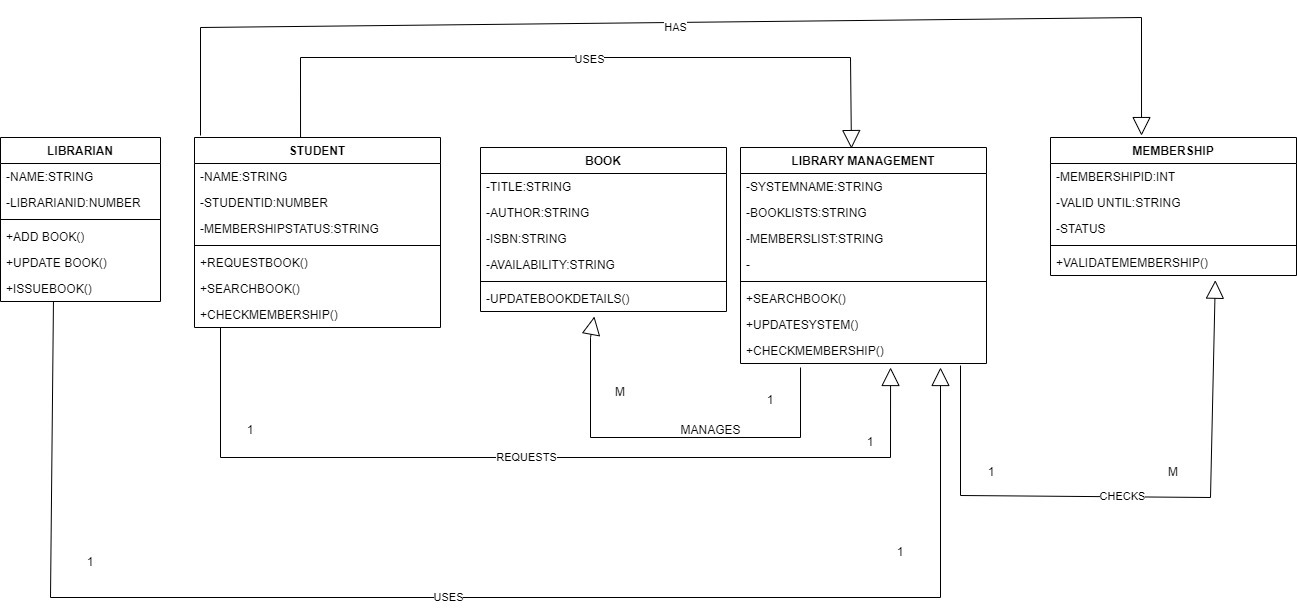 HAS
USES
LIBRARIAN
-NAME:STRING
-LIBRARIANID:NUMBER
+ADD BOOK()
+UPDATE BOOK()
+ISSUEBOOK()
STUDENT
-NAME:STRING
-STUDENTID:NUMBER
-MEMBERSHIPSTATUS:STRING
+REQUESTBOOK()
+SEARCHBOOK()
+CHECKMEMBERSHIP()
BOOK
-TITLE:STRING
-AUTHOR:STRING
-ISBN:STRING
-AVAILABILITY:STRING
-UPDATEBOOKDETAILS()
LIBRARY MANAGEMENT
-SYSTEMNAME:STRING
-BOOKLISTS:STRING
-MEMBERSLIST:STRING
-
+SEARCHBOOK()
+UPDATESYSTEM()
+CHECKMEMBERSHIP()
MEMBERSHIP
-MEMBERSHIPID:INT
-VALID UNTIL:STRING
-STATUS
+VALIDATEMEMBERSHIP()
M
1
MANAGES
1
1
REQUESTS
1
M
CHECKS
1
1
USES